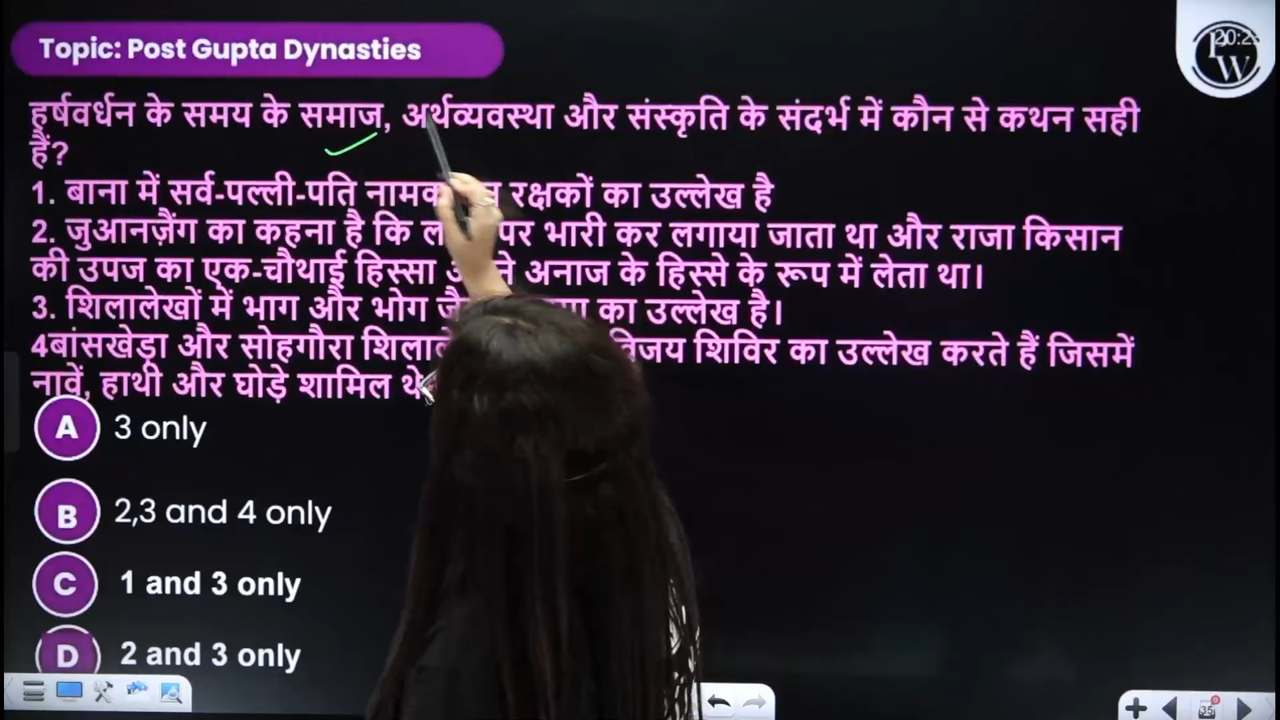 Topic: Post Gupta Dynasties
20:2
P
W
हर्षवर्धन के समय के समाज, अर्थव्यवस्था और संस्कृति के संदर्भ में कौन से कथन सही
हैं?
1. बाना में सर्व-पल्ली-पति नामक रक्षकों का उल्लेख है
2. जुआनज़ैंग का कहना है कि पर भारी कर लगाया जाता था और राजा किसान
की उपज का एक-चौथाई हिस्सा अनाज के हिस्से के रूप में लेता था।
3. शिलालेखों में भाग और भोग का उल्लेख है।
4बांसखेड़ा और सोहगौरा शिविर का उल्लेख करते हैं जिसमें
नावें, हाथी और घोड़े शामिल थे
A 3 only
B 2,3 and 4 only
C 1 and 3 only
D 2 and 3 only
35